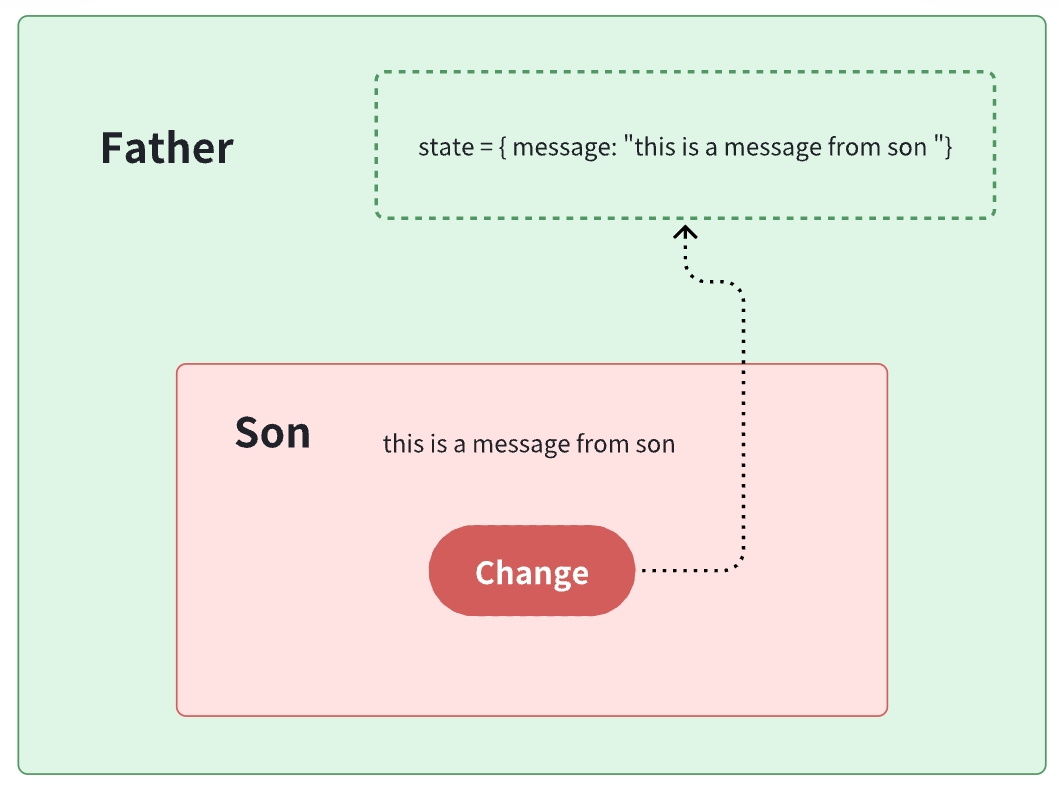 Father
state = { message: "this is a message from son "}
Son
this is a message from son
Change